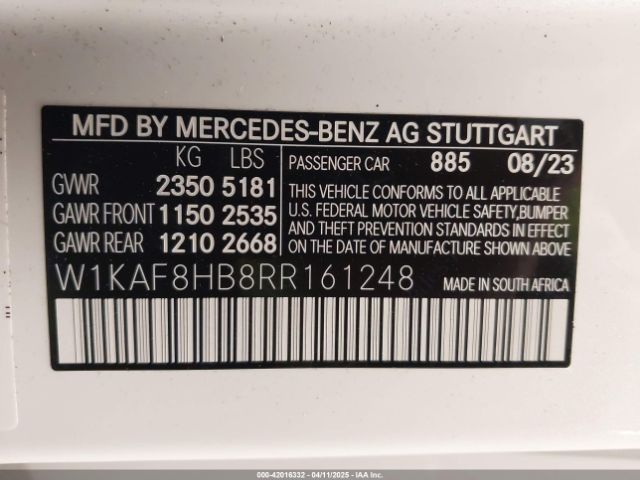 MFD BY MERCEDES-BENZ AG STUTTGART
KG LBS
GVWR 2350 5181
GAWR FRONT 1150 2535
GAWR REAR 1210 2668
PASSENGER CAR 885 08/23
THIS VEHICLE CONFORMS TO ALL APPLICABLE
U.S. FEDERAL MOTOR VEHICLE SAFETY,BUMPER
AND THEFT PREVENTION STANDARDS IN EFFECT
ON THE DATE OF MANUFACTURE SHOWN ABOVE.
W1KAF8HB8RR161248 MADE IN SOUTH AFRICA
000-42016332 - 04/11/2025 - IAA Inc.